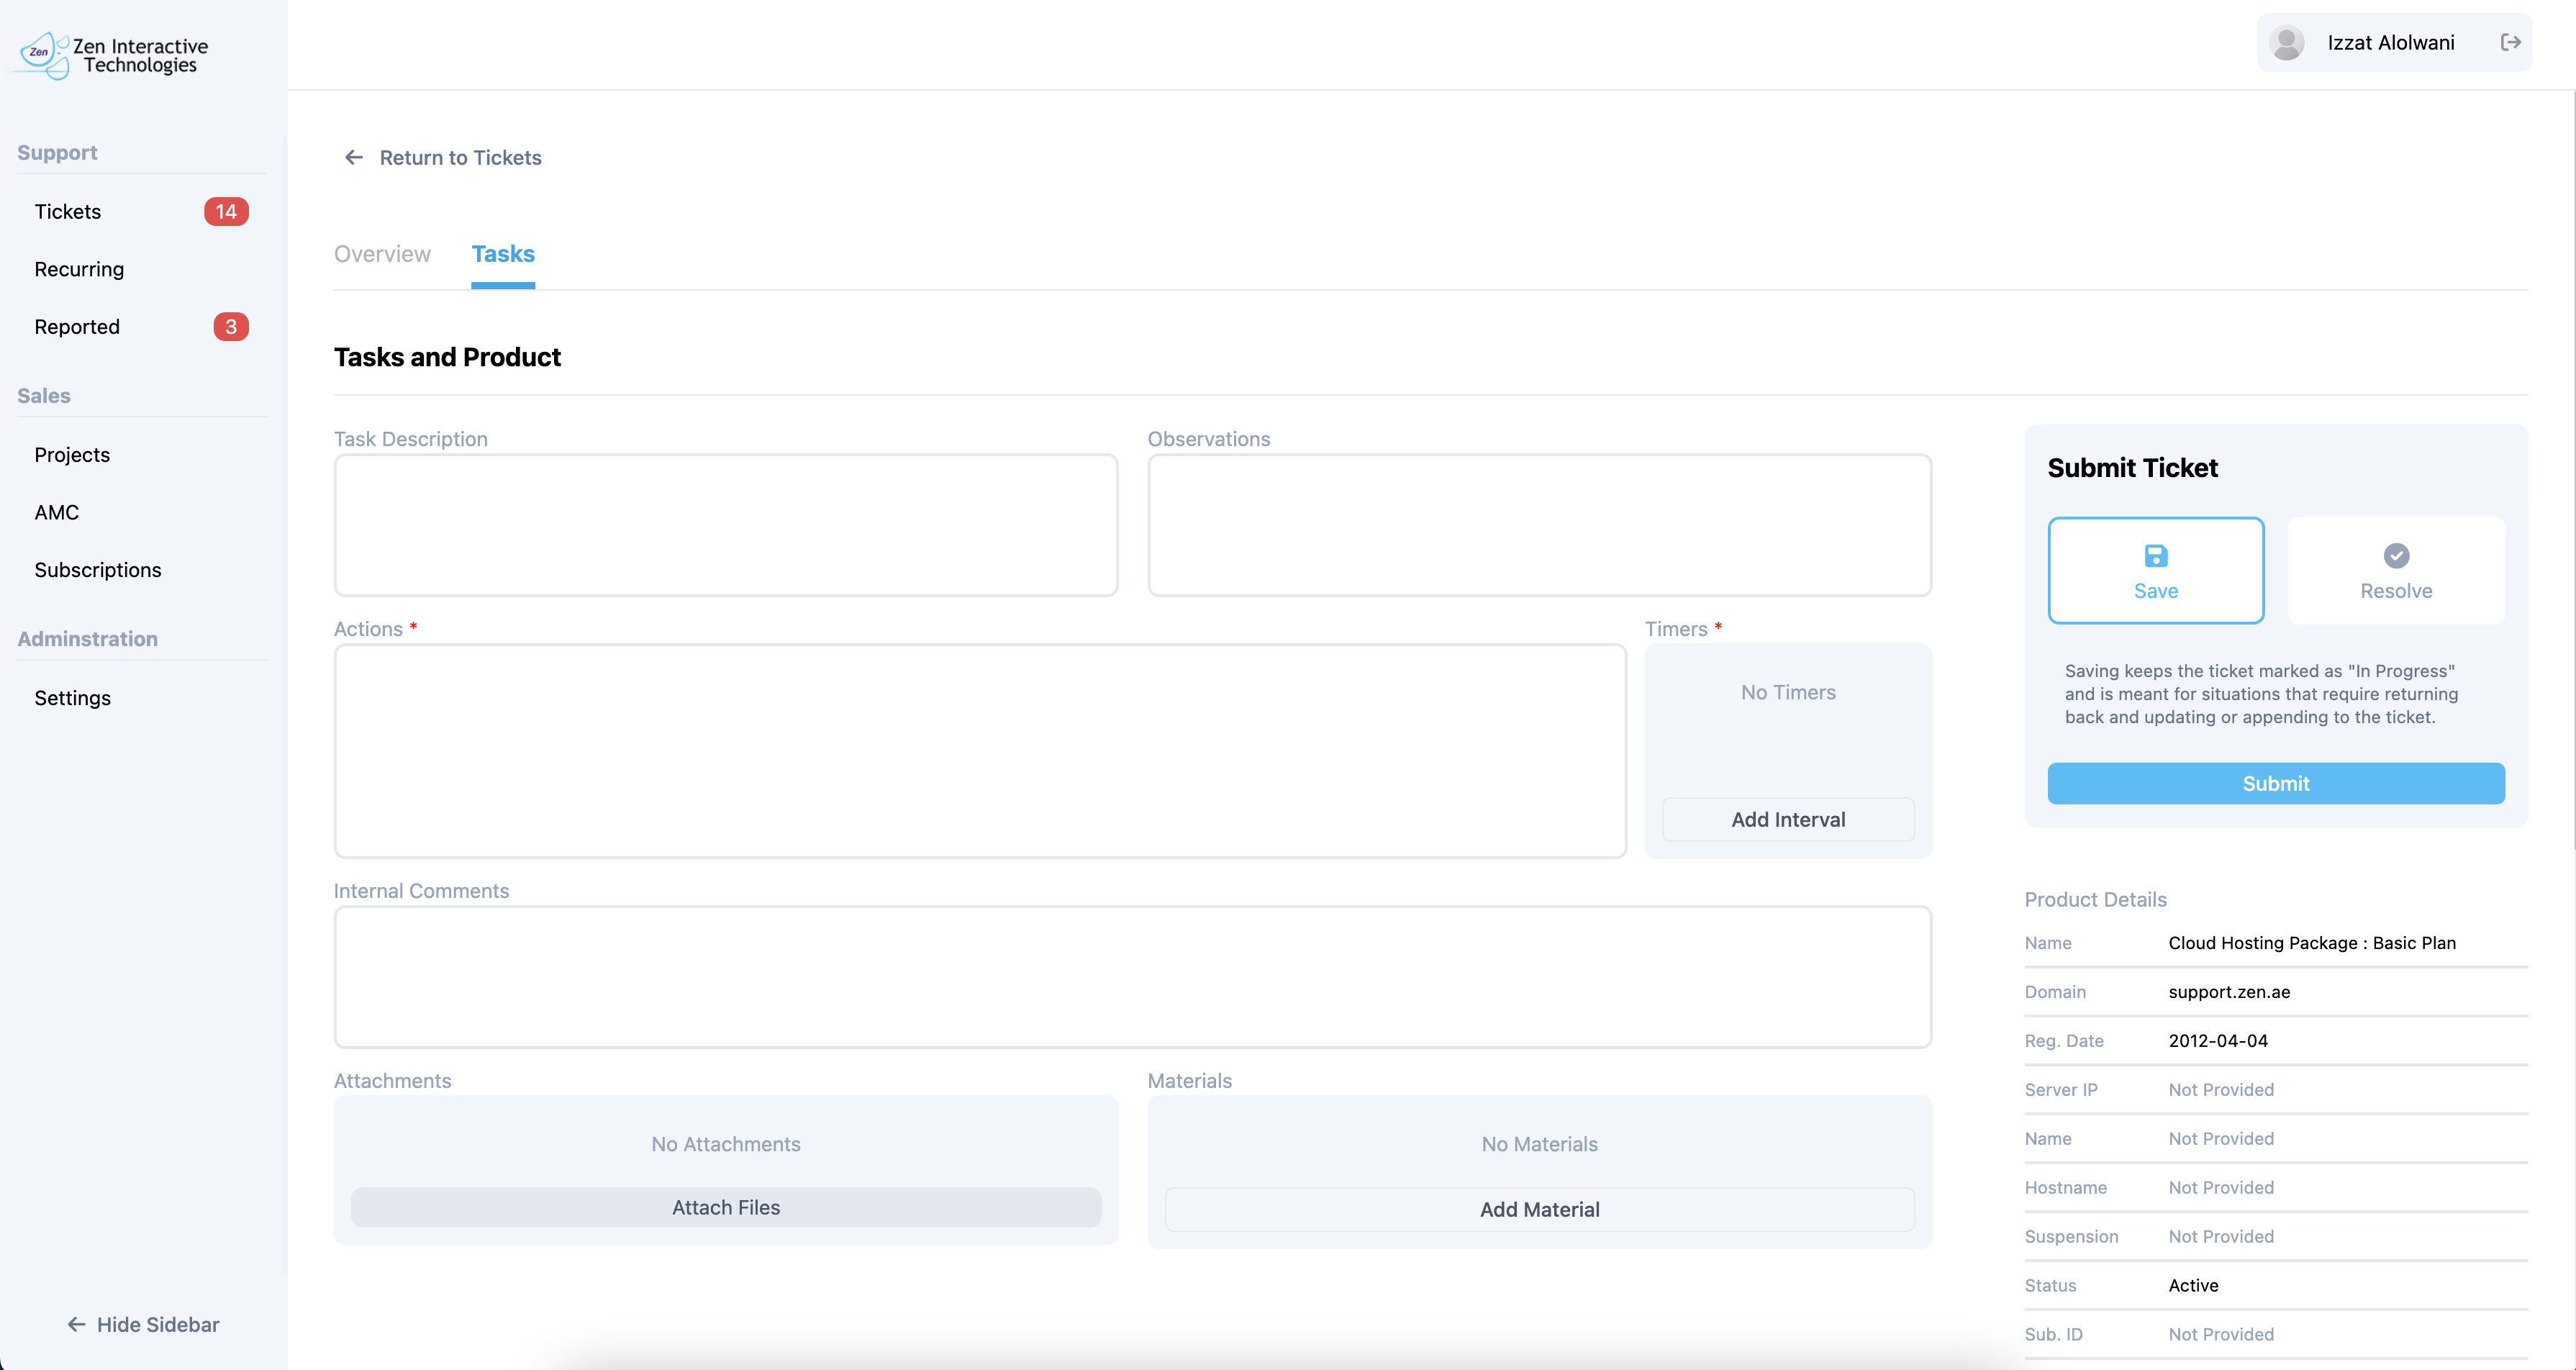 Zen
Zen Interactive
Technologies
Izzat Alolwani
Support
Tickets 14
Recurring
Reported 3
Sales
Projects
AMC
Subscriptions
Adminstration
Settings
Hide Sidebar
Return to Tickets
Overview Tasks
Tasks and Product
Task Description
Observations
Actions *
Timers *
No Timers
Add Interval
Internal Comments
Attachments
No Attachments
Attach Files
Materials
No Materials
Add Material
Submit Ticket
Save
Resolve
Saving keeps the ticket marked as "In Progress"
and is meant for situations that require returning
back and updating or appending to the ticket.
Submit
Product Details
Name Cloud Hosting Package : Basic Plan
Domain support.zen.ae
Reg. Date 2012-04-04
Server IP Not Provided
Name Not Provided
Hostname Not Provided
Suspension Not Provided
Status Active
Sub. ID Not Provided